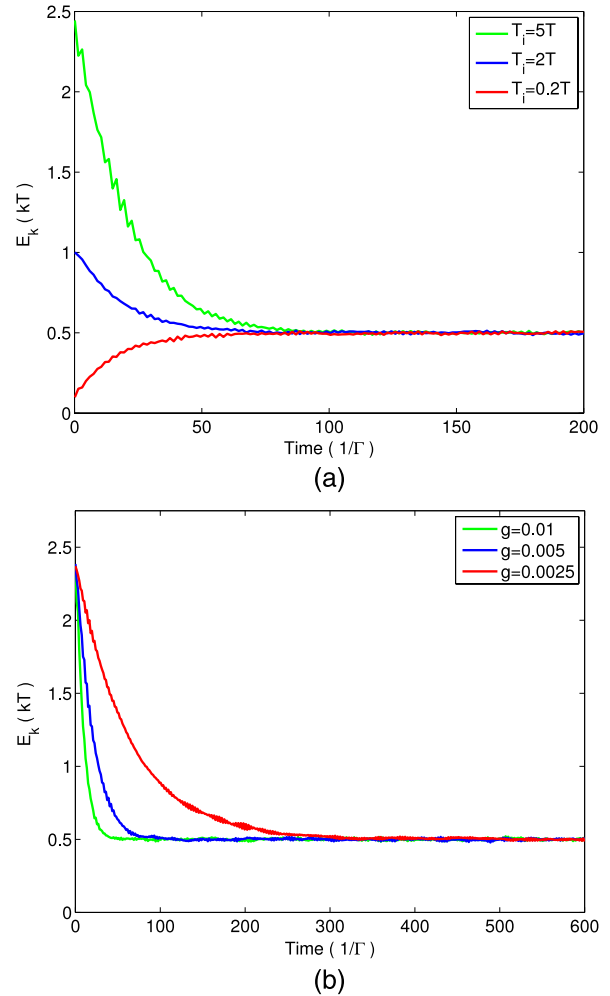 2.5
2
1.5
1
0.5
0
E_k ( kT )
T_i=5T
T_i=2T
T_i=0.2T
0 50 100 150 200
Time ( 1/Γ )
(a)
2.5
2
1.5
1
0.5
0
E_k ( kT )
g=0.01
g=0.005
g=0.0025
0 100 200 300 400 500 600
Time ( 1/Γ )
(b)